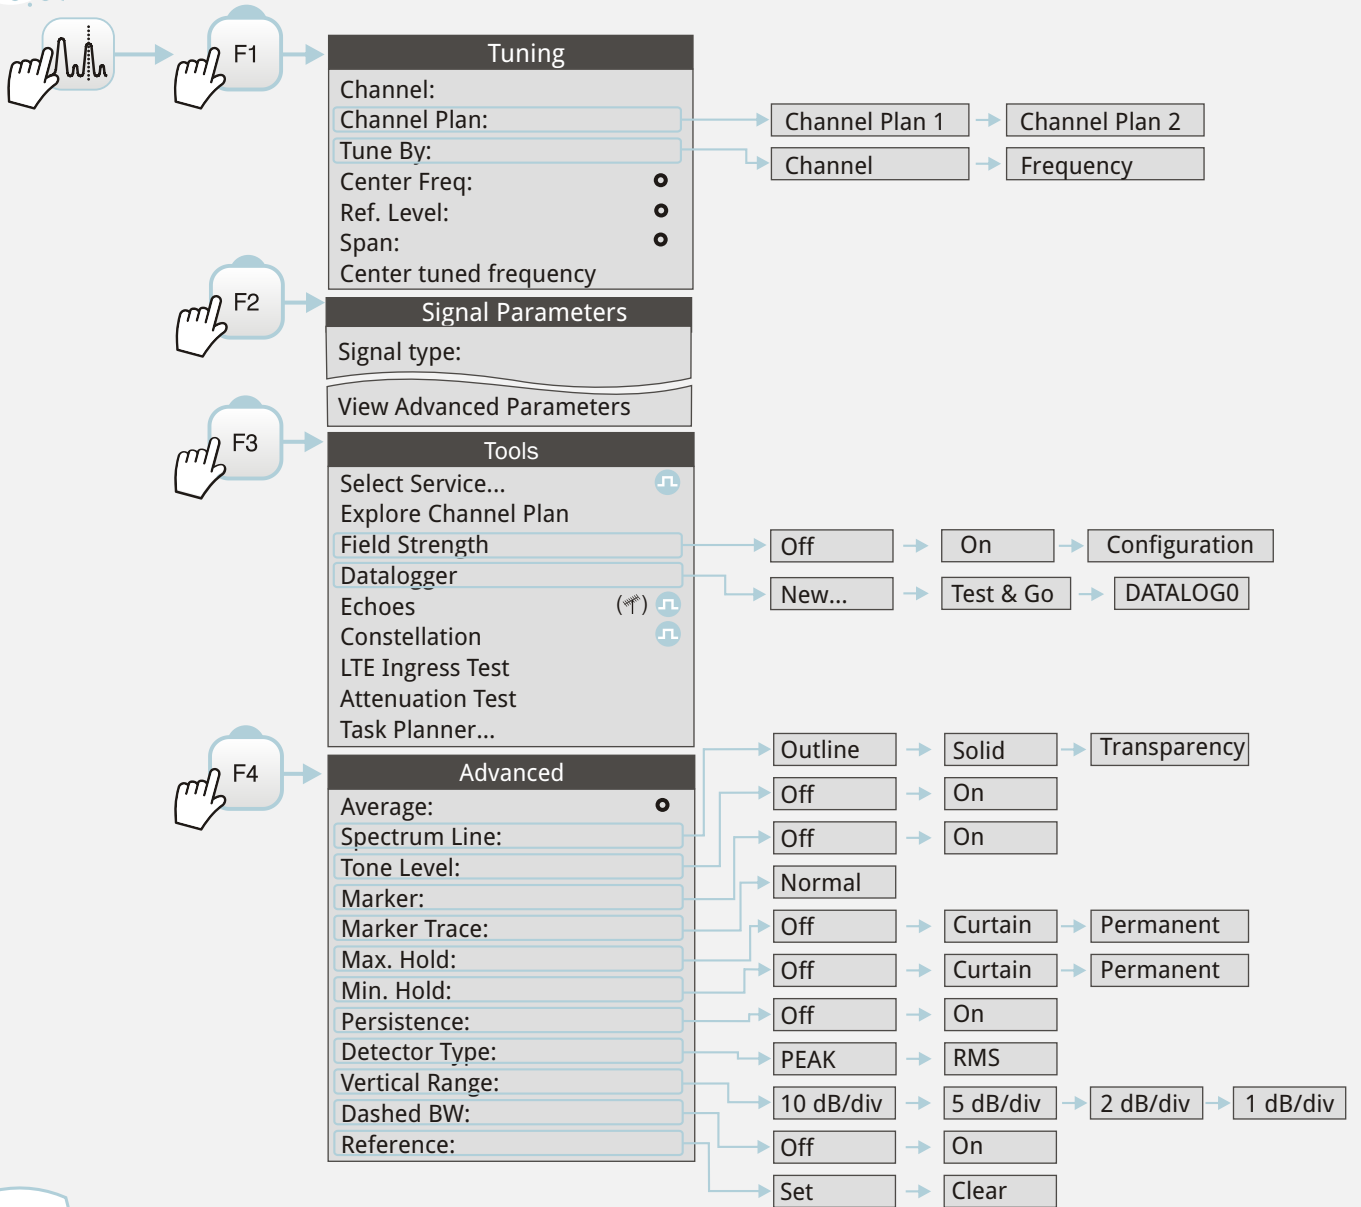 F1
Tuning
Channel:
Channel Plan:
Channel Plan 1
Channel Plan 2
Tune By:
Channel
Frequency
Center Freq:
Ref. Level:
Span:
Center tuned frequency
F2
Signal Parameters
Signal type:
View Advanced Parameters
F3
Tools
Select Service...
Explore Channel Plan
Field Strength
Off
On
Configuration
Datalogger
New...
Test & Go
DATALOG0
Echoes
Constellation
LTE Ingress Test
Attenuation Test
Task Planner...
F4
Advanced
Average:
Spectrum Line:
Outline
Solid
Transparency
Tone Level:
Off
On
Marker:
Off
On
Marker Trace:
Normal
Max. Hold:
Off
Curtain
Permanent
Min. Hold:
Off
Curtain
Permanent
Persistence:
Off
On
Detector Type:
PEAK
RMS
Vertical Range:
10 dB/div
5 dB/div
2 dB/div
1 dB/div
Dashed BW:
Off
On
Reference:
Set
Clear